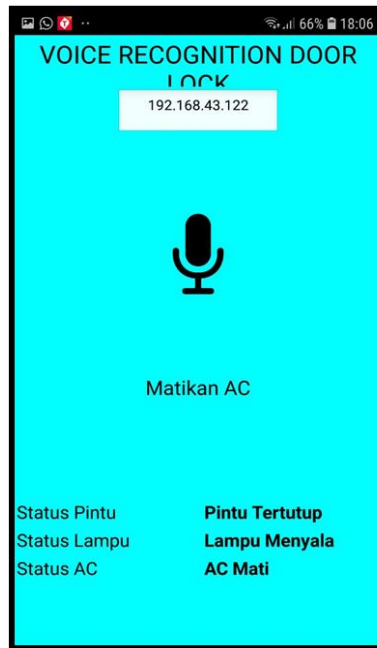 66% 18:06
VOICE RECOGNITION DOOR
LOCK
192.168.43.122
Matikan AC
Status Pintu Pintu Tertutup
Status Lampu Lampu Menyala
Status AC AC Mati